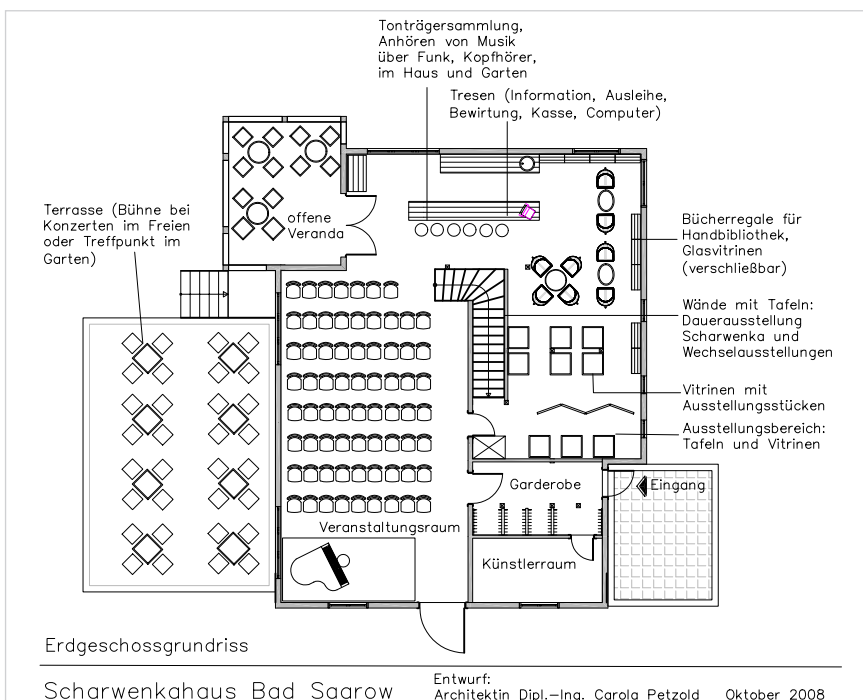 Tonträgersammlung,
Anhören von Musik
über Funk, Kopfhörer,
im Haus und Garten
Tresen (Information, Ausleihe,
Bewirtung, Kasse, Computer)
Terrasse (Bühne bei
Konzerten im Freien
oder Treffpunkt im
Garten)
offene
Veranda
Bücherregale für
Handbibliothek,
Glasvitrinen
(verschließbar)
Wände mit Tafeln:
Dauerausstellung
Scharwenka und
Wechselausstellungen
Vitrinen mit
Ausstellungsstücken
Ausstellungsbereich:
Tafeln und Vitrinen
Garderobe
Eingang
Veranstaltungsraum
Künstlerraum
Erdgeschossgrundriss
Scharwenkahaus Bad Saarow
Entwurf:
Architektin Dipl.-Ing. Carola Petzold Oktober 2008